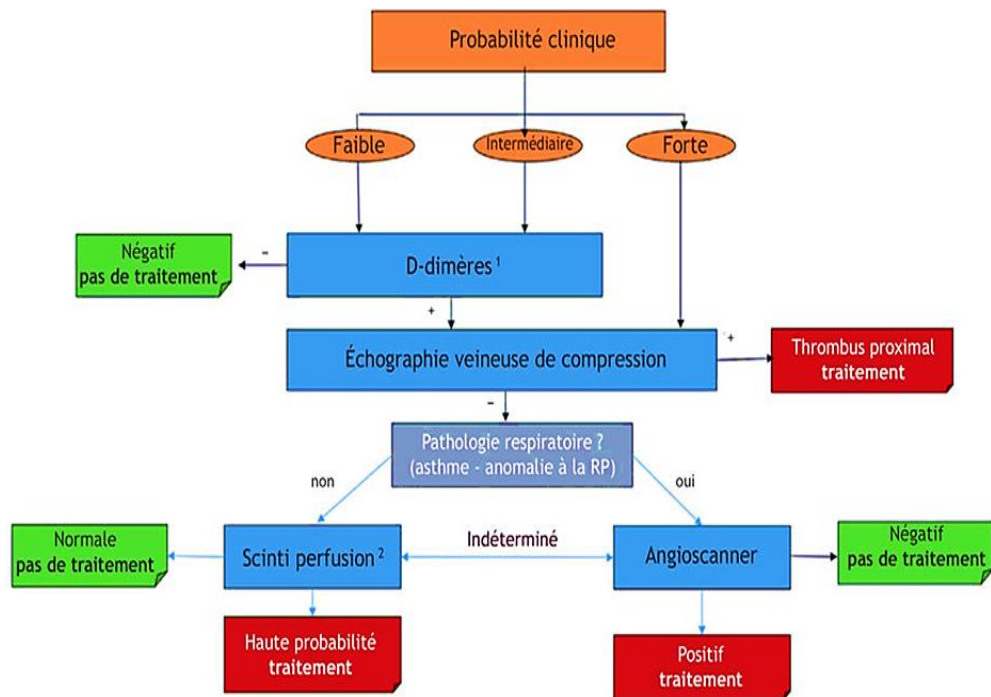 Probabilité clinique
Faible
Intermédiaire
Forte
Négatif
pas de traitement
–
D-dimères ¹
+
Échographie veineuse de compression
+
Thrombus proximal
traitement
–
Pathologie respiratoire ?
(asthme - anomalie à la RP)
non
oui
Normale
pas de traitement
Scinti perfusion ²
Indéterminé
Angioscanner
Négatif
pas de traitement
Haute probabilité
traitement
Positif
traitement